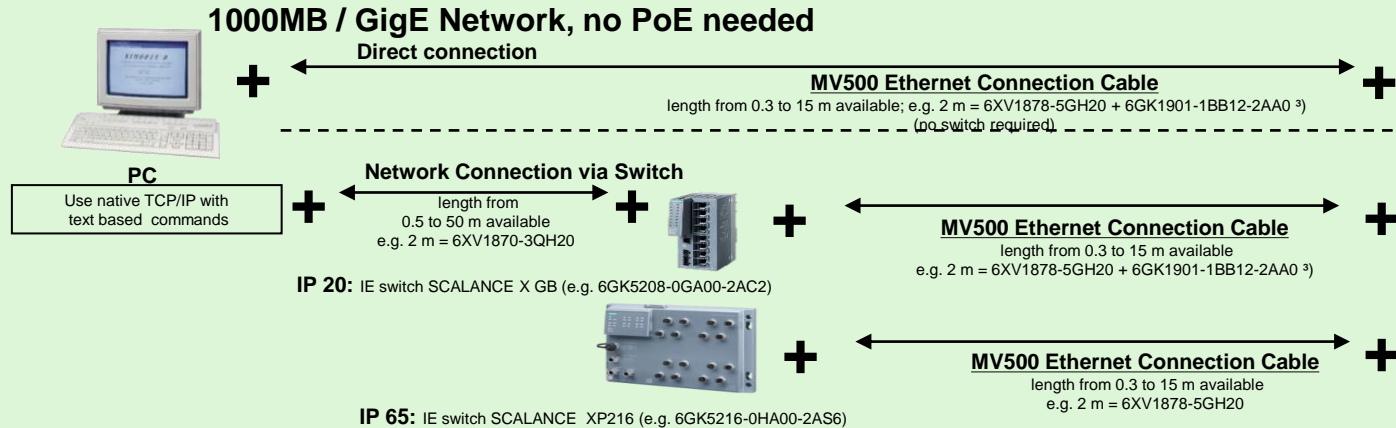 1000MB / GigE Network, no PoE needed
Direct connection
MV500 Ethernet Connection Cable
length from 0.3 to 15 m available; e.g. 2 m = 6XV1878-5GH20 + 6GK1901-1BB12-2AA0 ³)
(no switch required)
PC
Use native TCP/IP with
text based commands
Network Connection via Switch
length from
0.5 to 50 m available
e.g. 2 m = 6XV1870-3QH20
MV500 Ethernet Connection Cable
length from 0.3 to 15 m available
e.g. 2 m = 6XV1878-5GH20 + 6GK1901-1BB12-2AA0 ³)
IP 20: IE switch SCALANCE X GB (e.g. 6GK5208-0GA00-2AC2)
MV500 Ethernet Connection Cable
length from 0.3 to 15 m available
e.g. 2 m = 6XV1878-5GH20
IP 65: IE switch SCALANCE XP216 (e.g. 6GK5216-0HA00-2AS6)